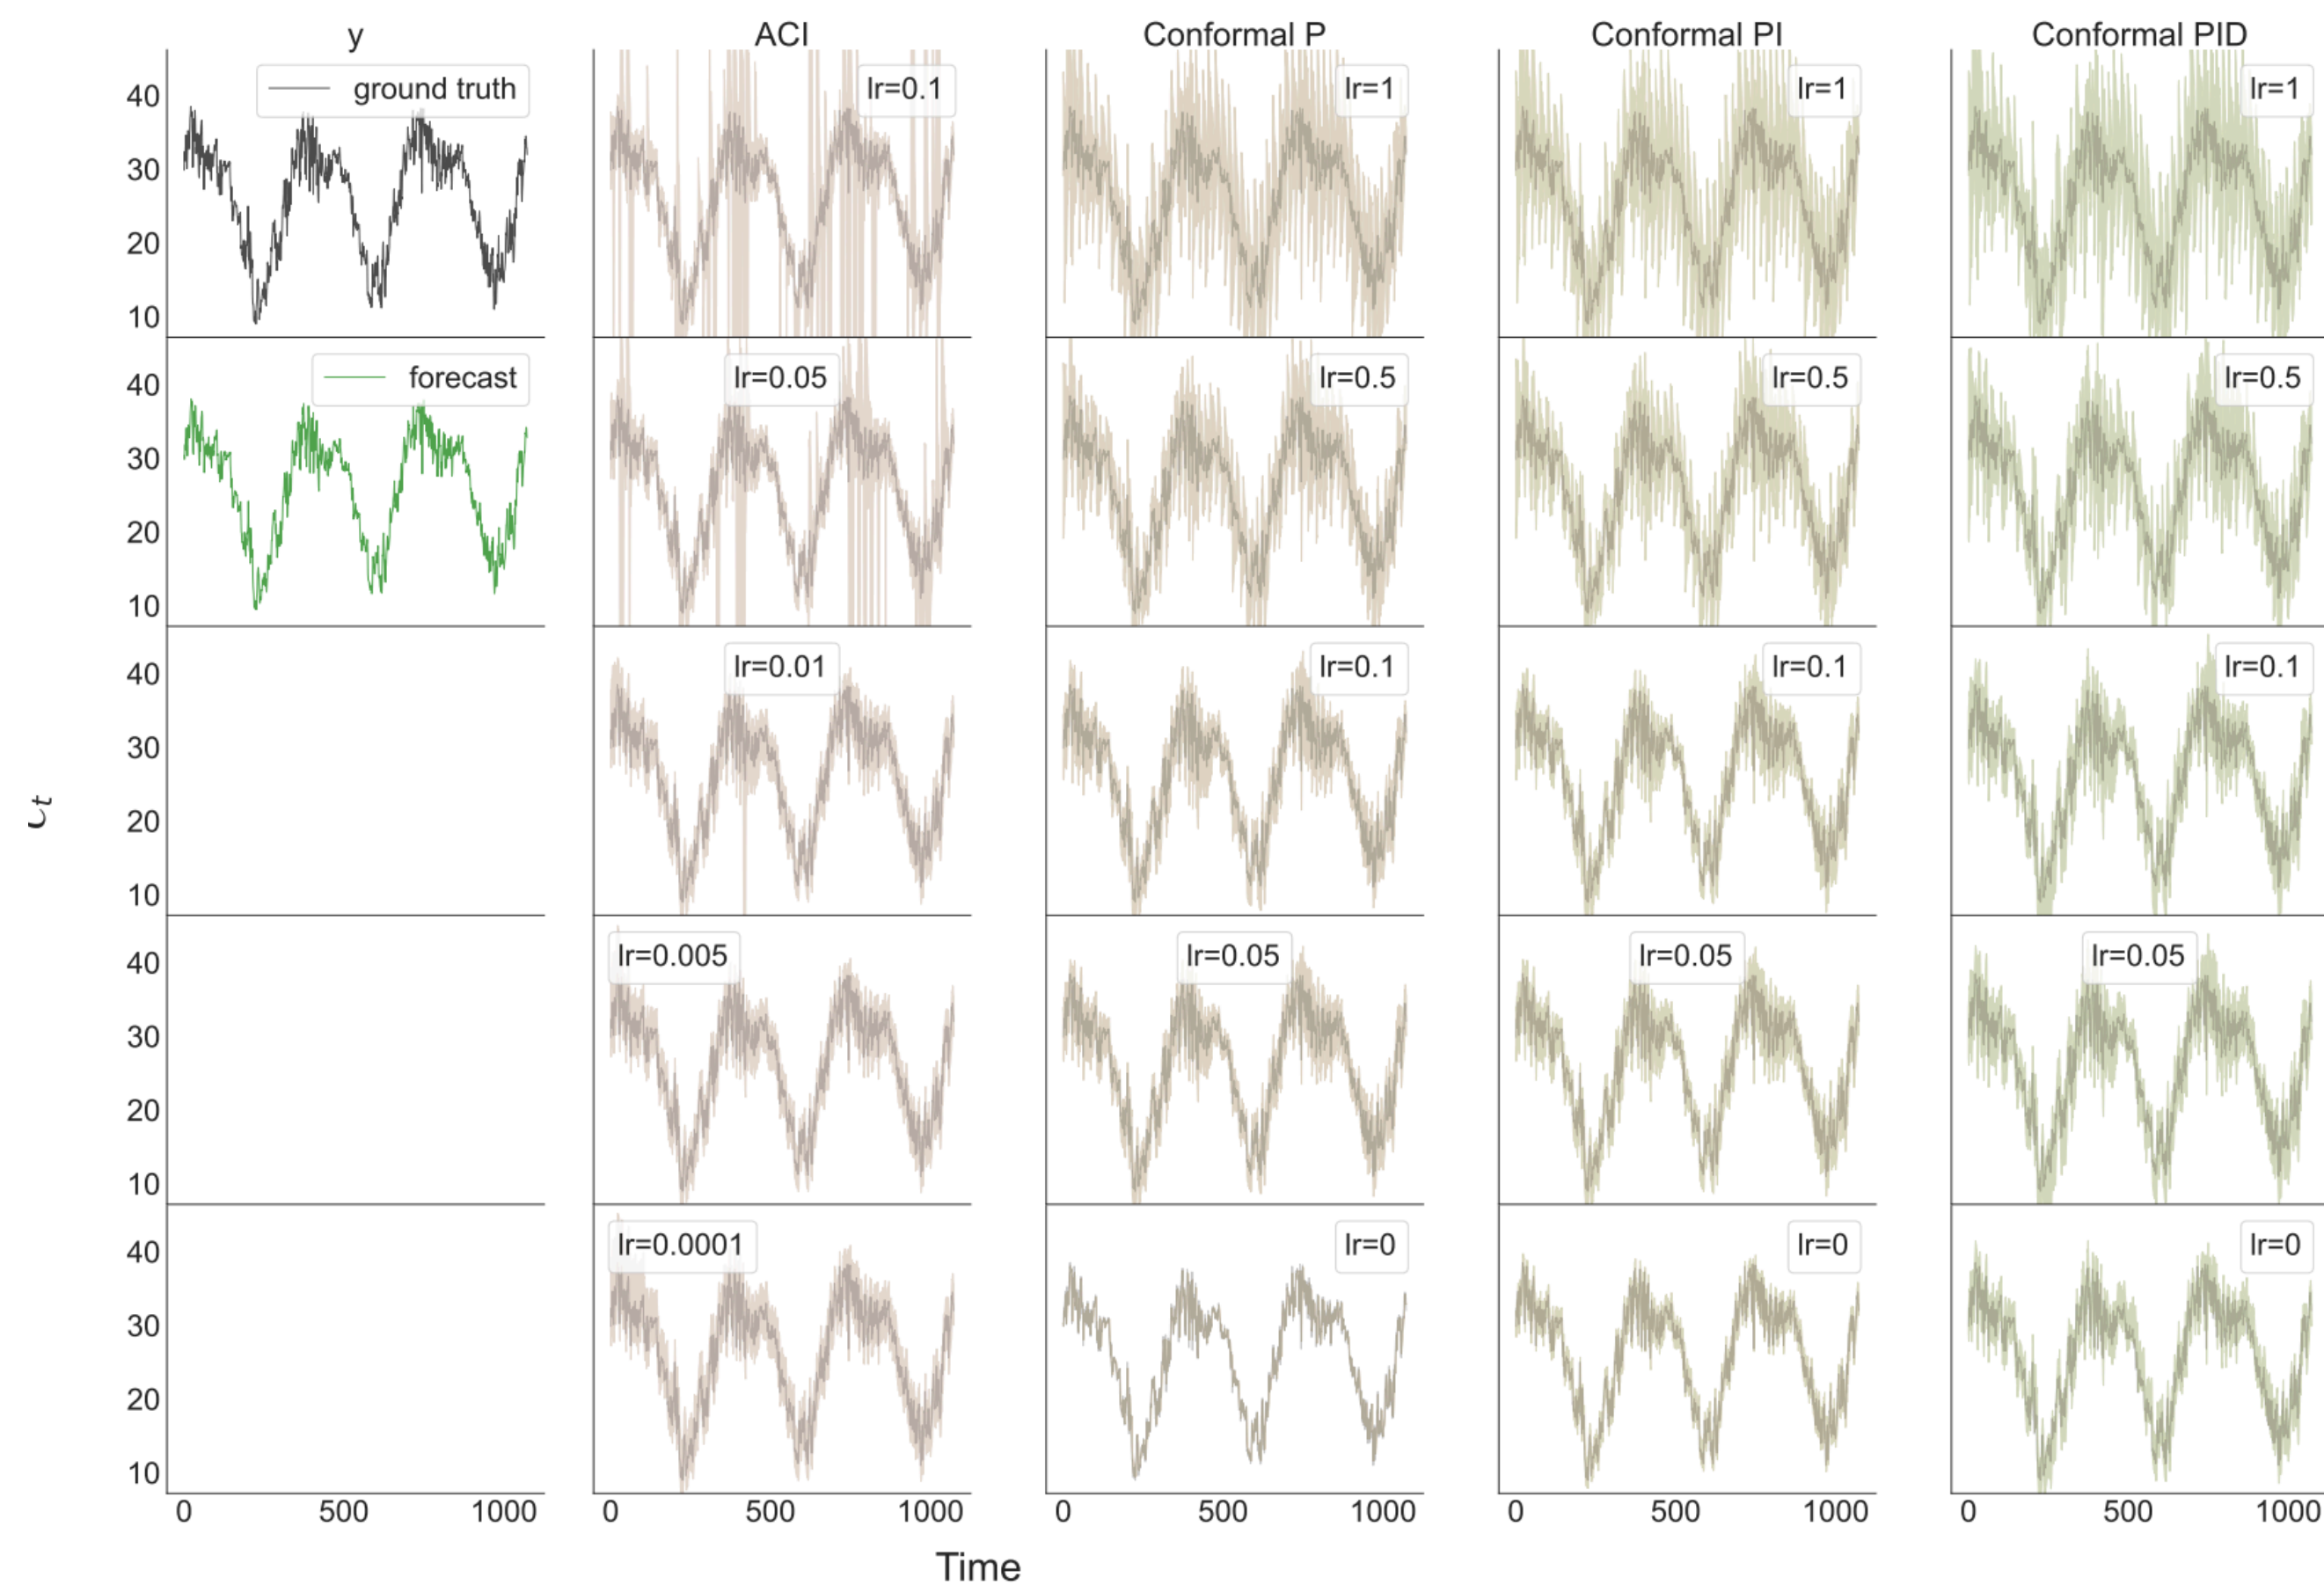 y ACI Conformal P Conformal PI Conformal PID
40 ground truth lr=0.1 lr=1 lr=1 lr=1
30
20
10
40 forecast lr=0.05 lr=0.5 lr=0.5 lr=0.5
30
20
10
40 lr=0.01 lr=0.1 lr=0.1 lr=0.1
30
20
10
40 lr=0.005 lr=0.05 lr=0.05 lr=0.05
30
20
10
40 lr=0.0001 lr=0 lr=0 lr=0
30
20
10
0 500 1000 0 500 1000 0 500 1000 0 500 1000 0 500 1000
Time